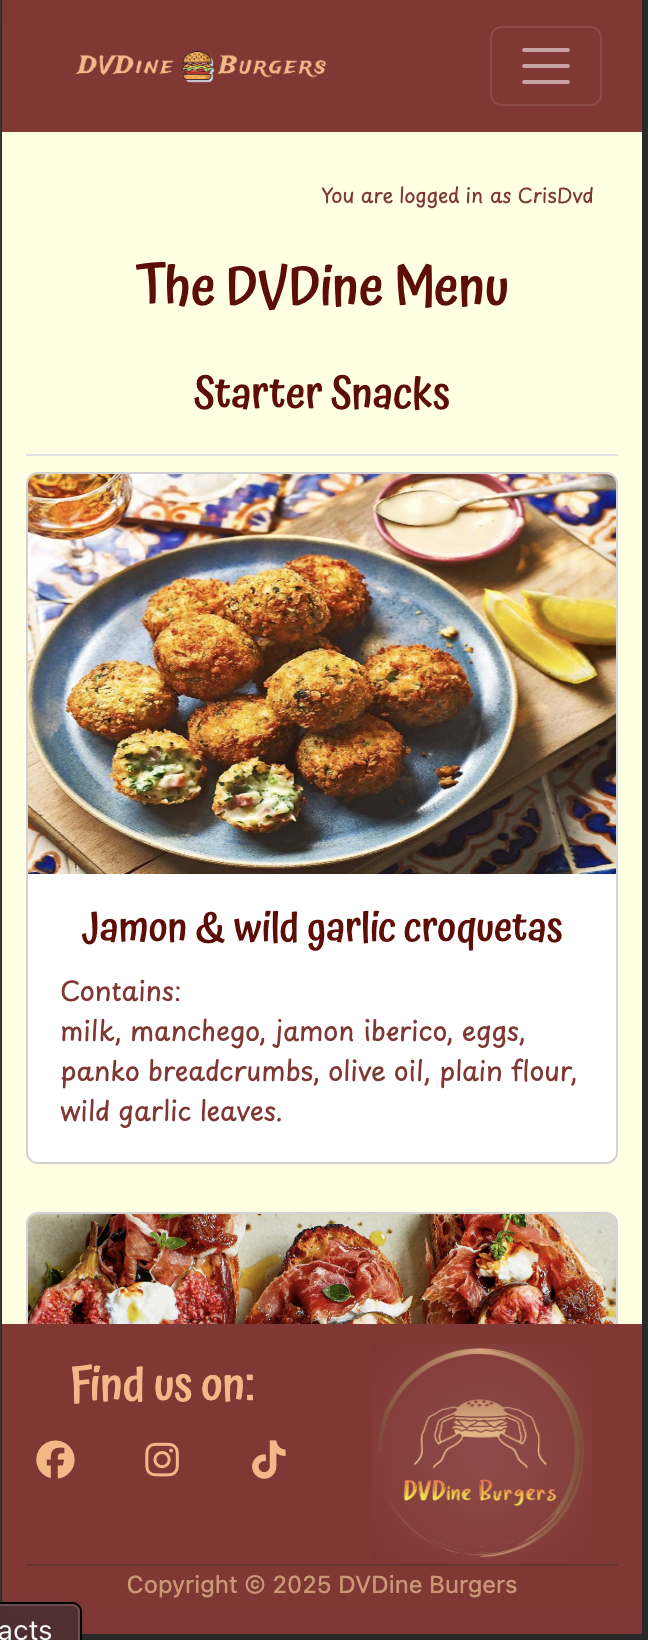 DVDine Burgers
You are logged in as CrisDvd
The DVDine Menu
Starter Snacks
Jamon & wild garlic croquetas
Contains:
milk, manchego, jamon iberico, eggs,
panko breadcrumbs, olive oil, plain flour,
wild garlic leaves.
Find us on:
DVDine Burgers
Copyright © 2025 DVDine Burgers
acts